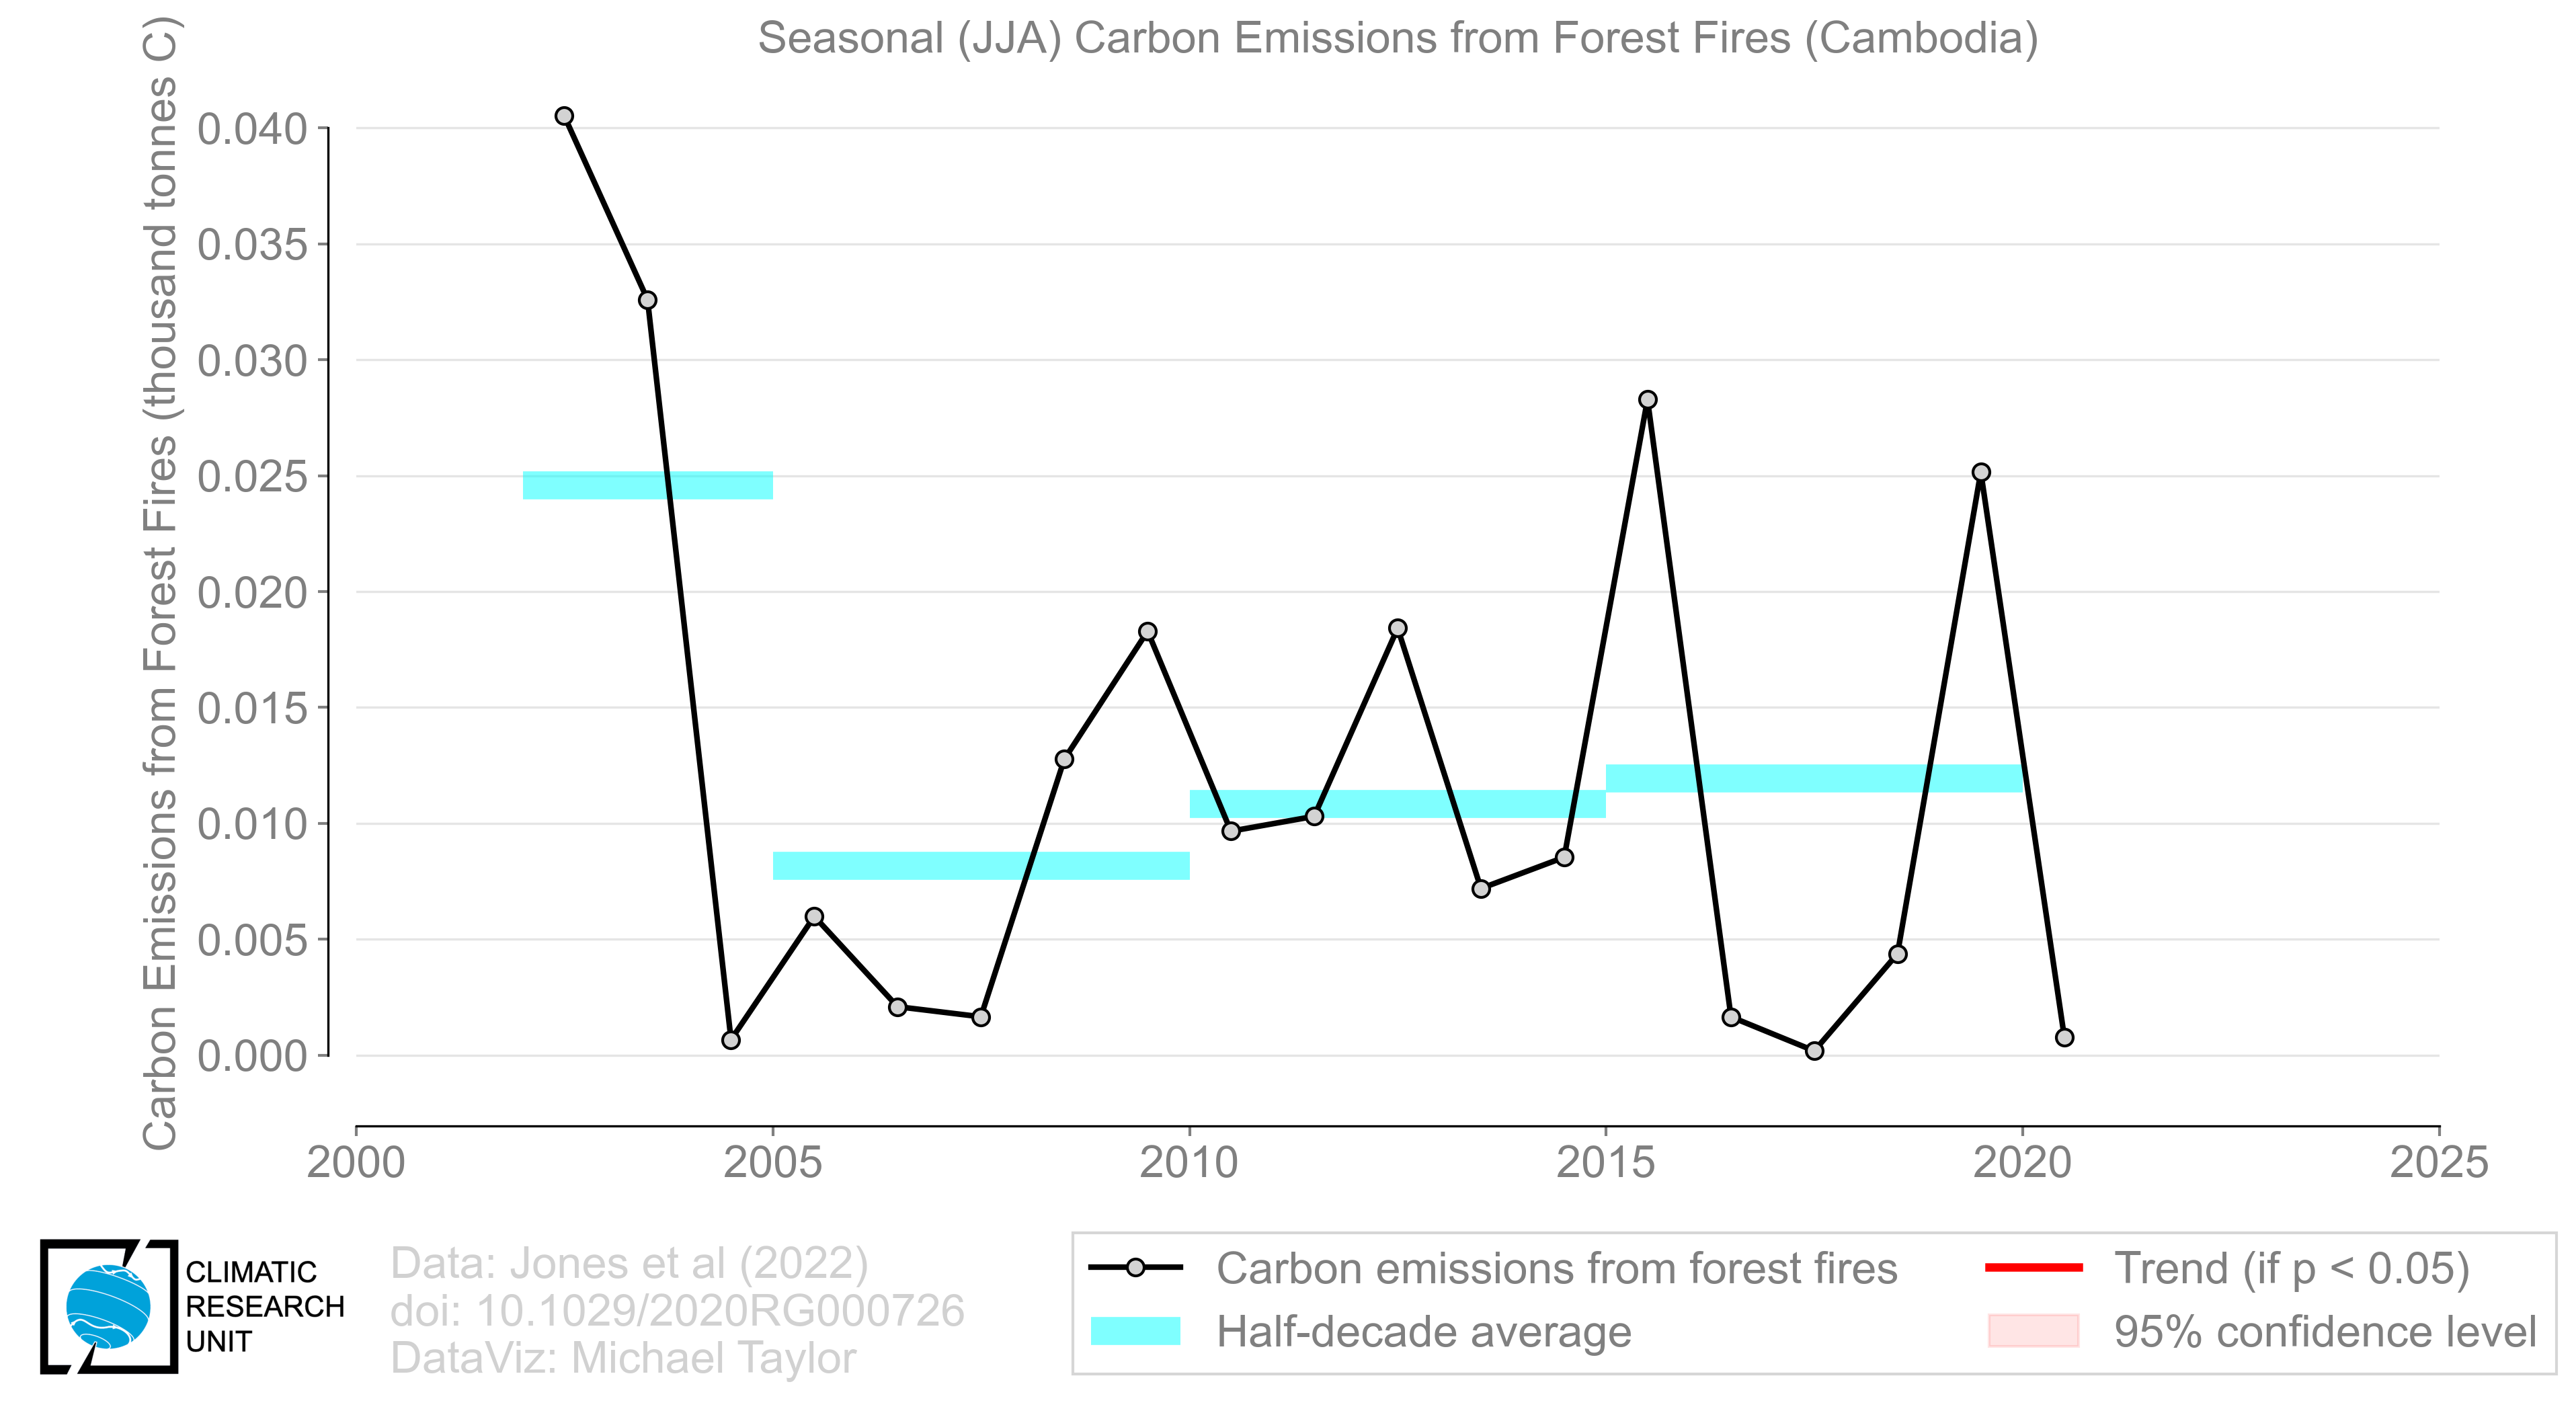 Seasonal (JJA) Carbon Emissions from Forest Fires (Cambodia)
Carbon Emissions from Forest Fires (thousand tonnes C)
0.040
0.035
0.030
0.025
0.020
0.015
0.010
0.005
0.000
2000 2005 2010 2015 2020 2025
CLIMATIC
RESEARCH
UNIT
Data: Jones et al (2022)
doi: 10.1029/2020RG000726
DataViz: Michael Taylor
Carbon emissions from forest fires
Half-decade average
Trend (if p < 0.05)
95% confidence level